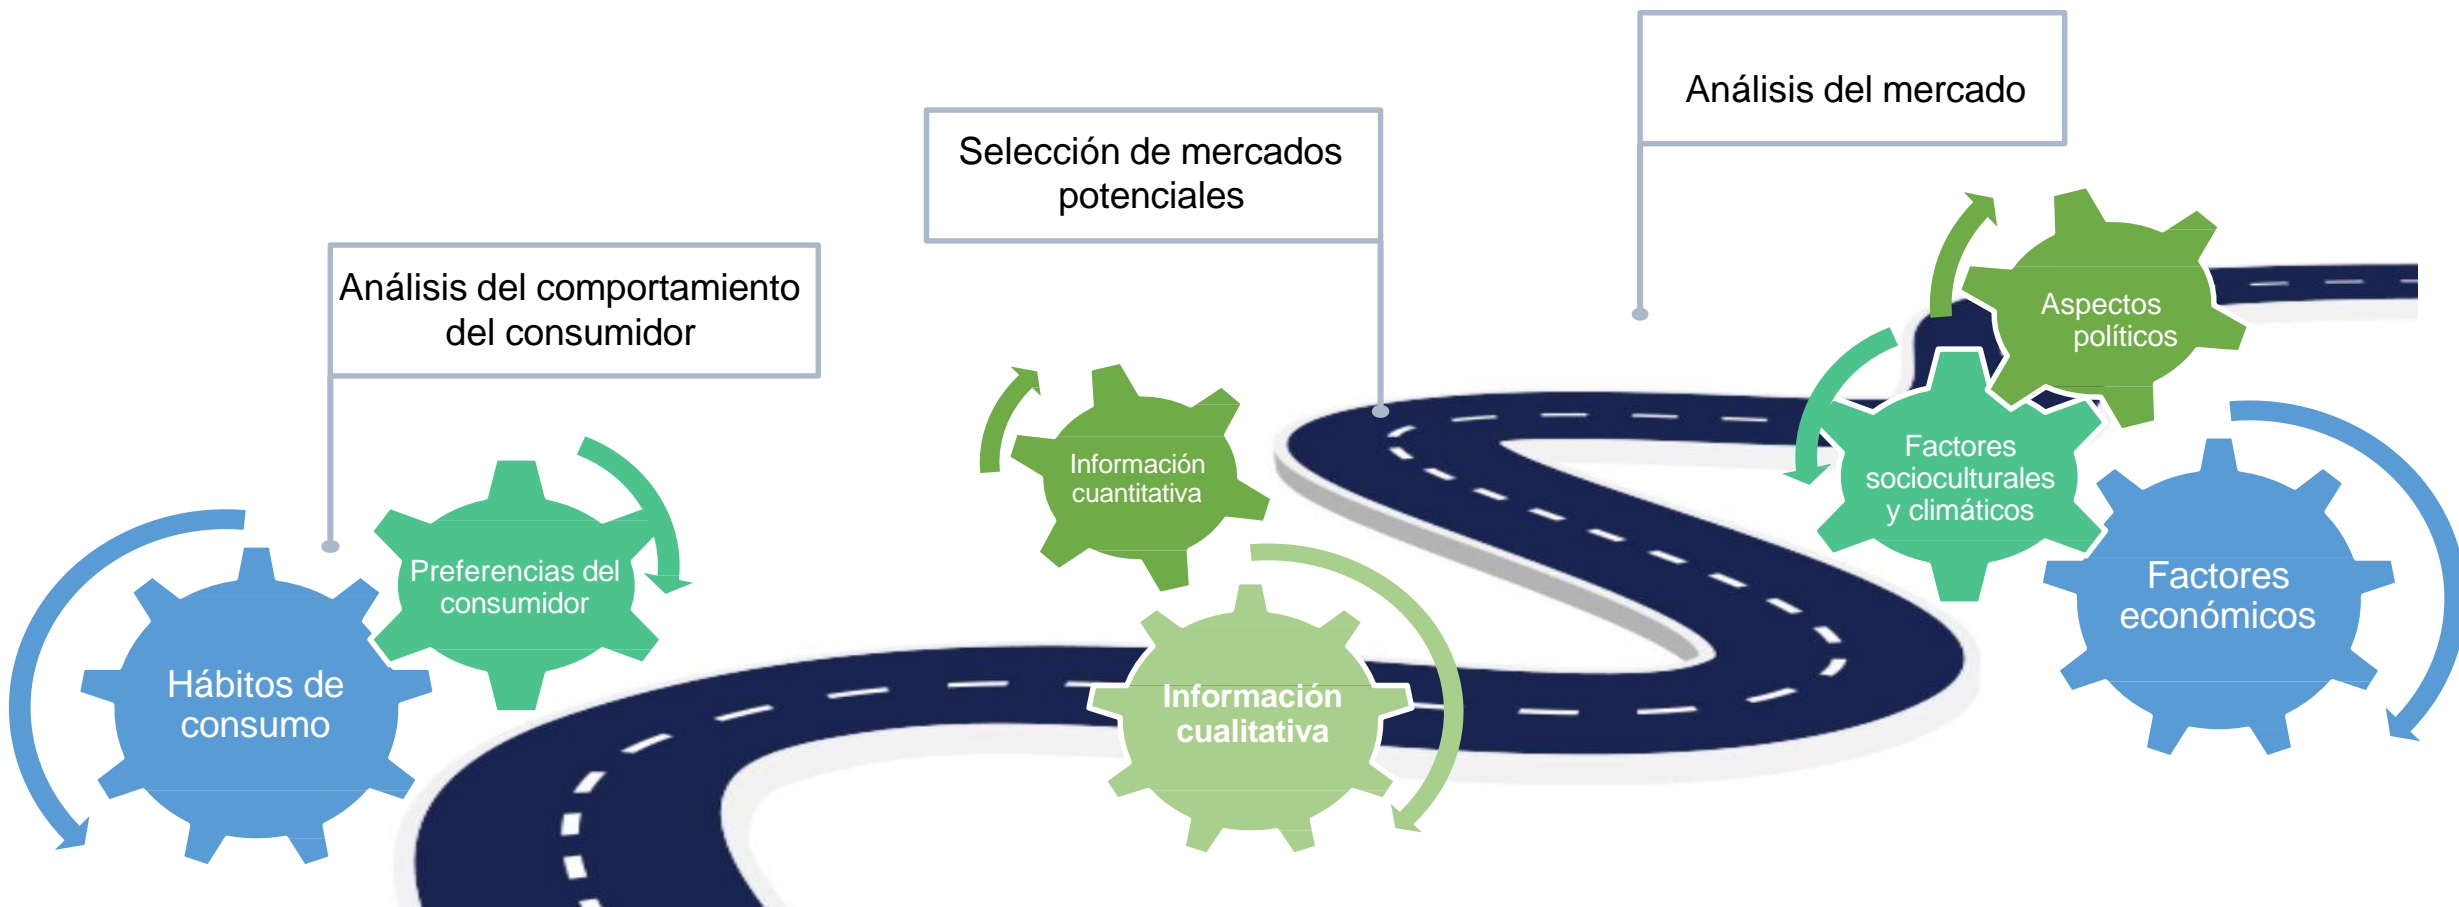 Análisis del mercado
Selección de mercados
potenciales
Análisis del comportamiento
del consumidor
Aspectos
políticos
Información
cuantitativa
Factores
socioculturales
y climáticos
Preferencias del
consumidor
Factores
económicos
Hábitos de
consumo
Información
cualitativa